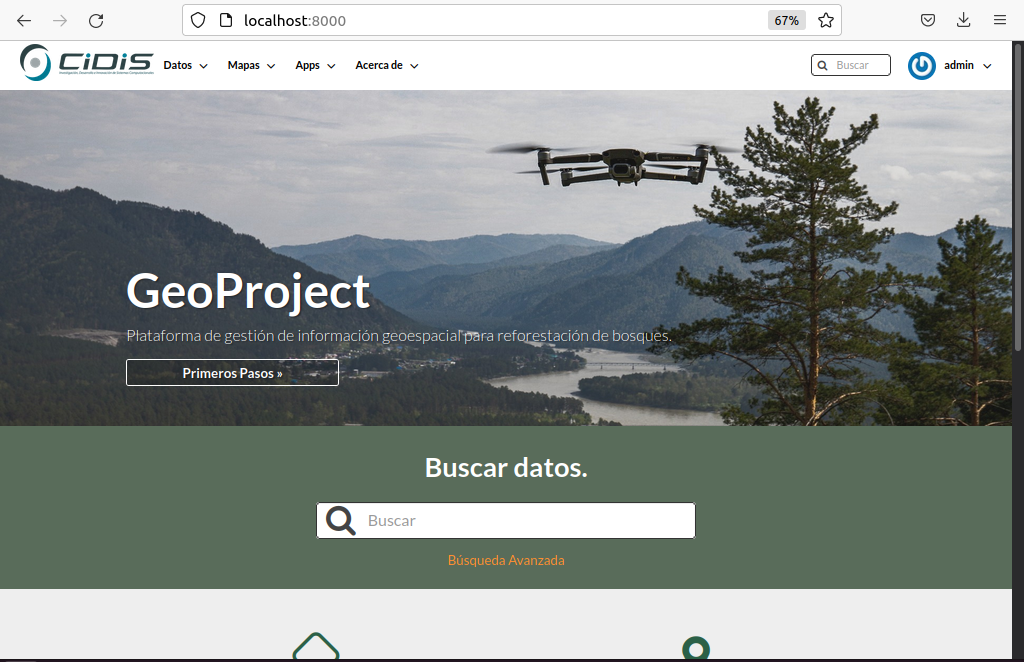 localhost:8000
67%
CiDiS
Investigación, Desarrollo e Innovación de Sistemas Computacionales
Datos
Mapas
Apps
Acerca de
Buscar
admin
GeoProject
Plataforma de gestión de información geoespacial para reforestación de bosques.
Primeros Pasos »
Buscar datos.
Buscar
Búsqueda Avanzada